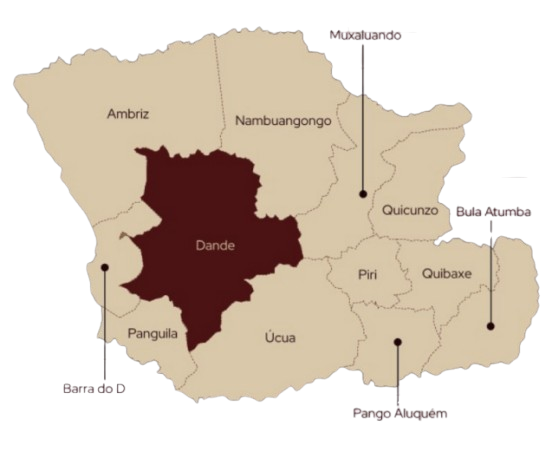 Muxaluando
Ambriz
Nambuangongo
Quicunzo
Bula Atumba
Dande
Piri
Quibaxe
Panguila
Úcua
Barra do D
Pango Aluquém